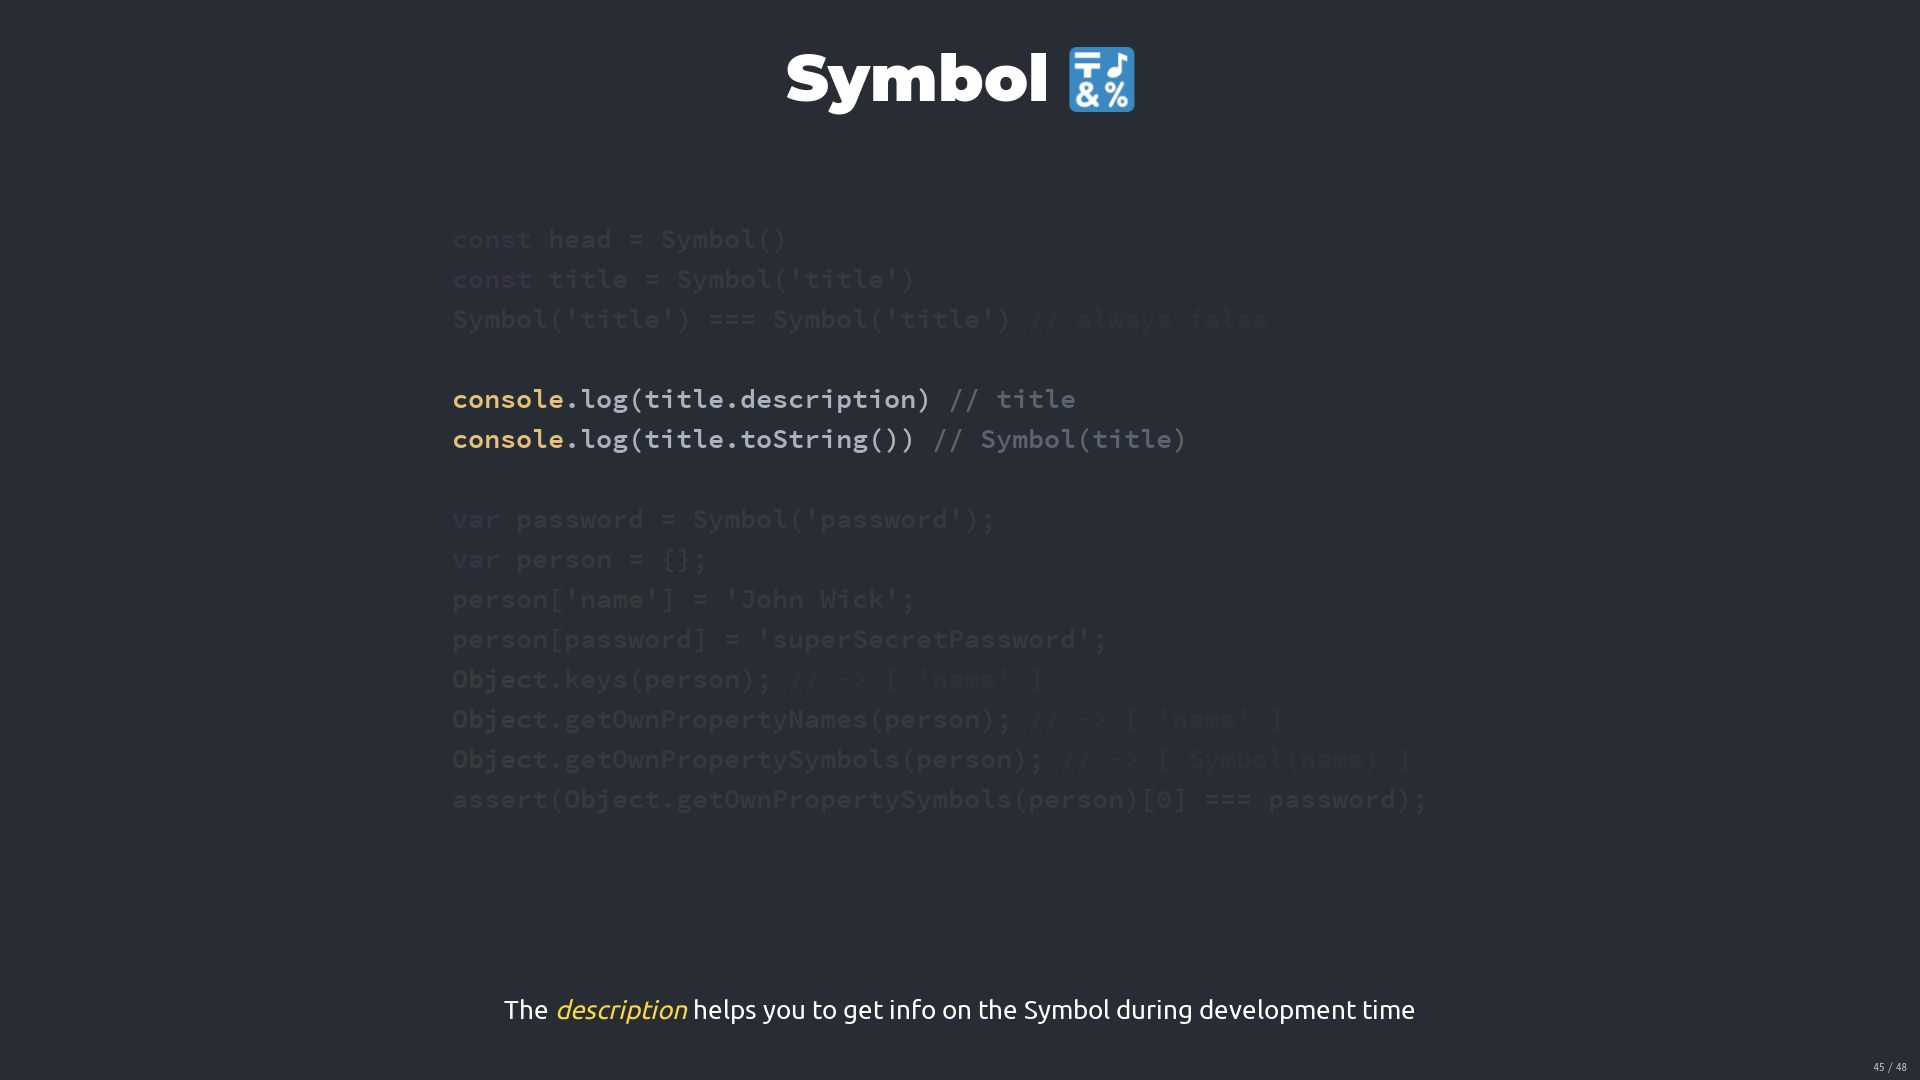 Symbol 🔣
const head = Symbol()
const title = Symbol('title')
Symbol('title') === Symbol('title') // always false
console.log(title.description) // title
console.log(title.toString()) // Symbol(title)
var password = Symbol('password');
var person = {};
person['name'] = 'John Wick';
person[password] = 'superSecretPassword';
Object.keys(person); // -> [ 'name' ]
Object.getOwnPropertyNames(person); // -> [ 'name' ]
Object.getOwnPropertySymbols(person); // -> [ Symbol(name) ]
assert(Object.getOwnPropertySymbols(person)[0] === password);
The description helps you to get info on the Symbol during development time
45 / 48